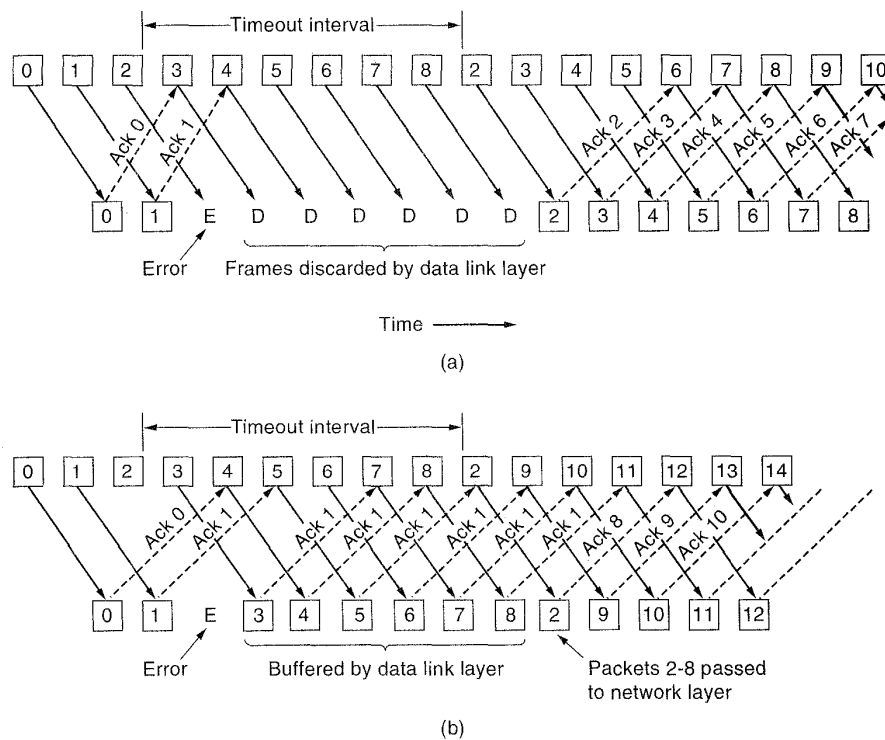 Timeout interval
0 1 2 3 4 5 6 7 8 2 3 4 5 6 7 8 9 10
Ack 0 Ack 1 Ack 2 Ack 3 Ack 4 Ack 5 Ack 6 Ack 7
0 1 E D D D D D D 2 3 4 5 6 7 8
Error
Frames discarded by data link layer
Time
(a)
Timeout interval
0 1 2 3 4 5 6 7 8 2 9 10 11 12 13 14
Ack 0 Ack 1 Ack 1 Ack 1 Ack 1 Ack 1 Ack 1 Ack 8 Ack 9 Ack 10
0 1 E 3 4 5 6 7 8 2 9 10 11 12
Error
Buffered by data link layer
Packets 2-8 passed
to network layer
(b)